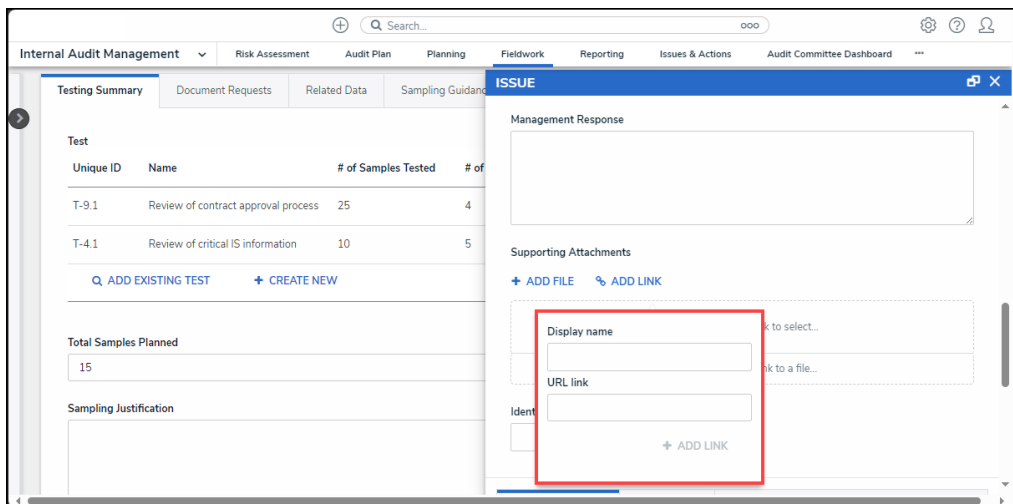 Search...
Internal Audit Management
Risk Assessment
Audit Plan
Planning
Fieldwork
Reporting
Issues & Actions
Audit Committee Dashboard
Testing Summary
Document Requests
Related Data
Sampling Guidanc
Test
Unique ID Name # of Samples Tested # of
T-9.1 Review of contract approval process 25 4
T-4.1 Review of critical IS information 10 5
ADD EXISTING TEST + CREATE NEW
Total Samples Planned
15
Sampling Justification
ISSUE
Management Response
Supporting Attachments
+ ADD FILE ADD LINK
k to select...
nk to a file...
Display name
URL link
+ ADD LINK
Ident